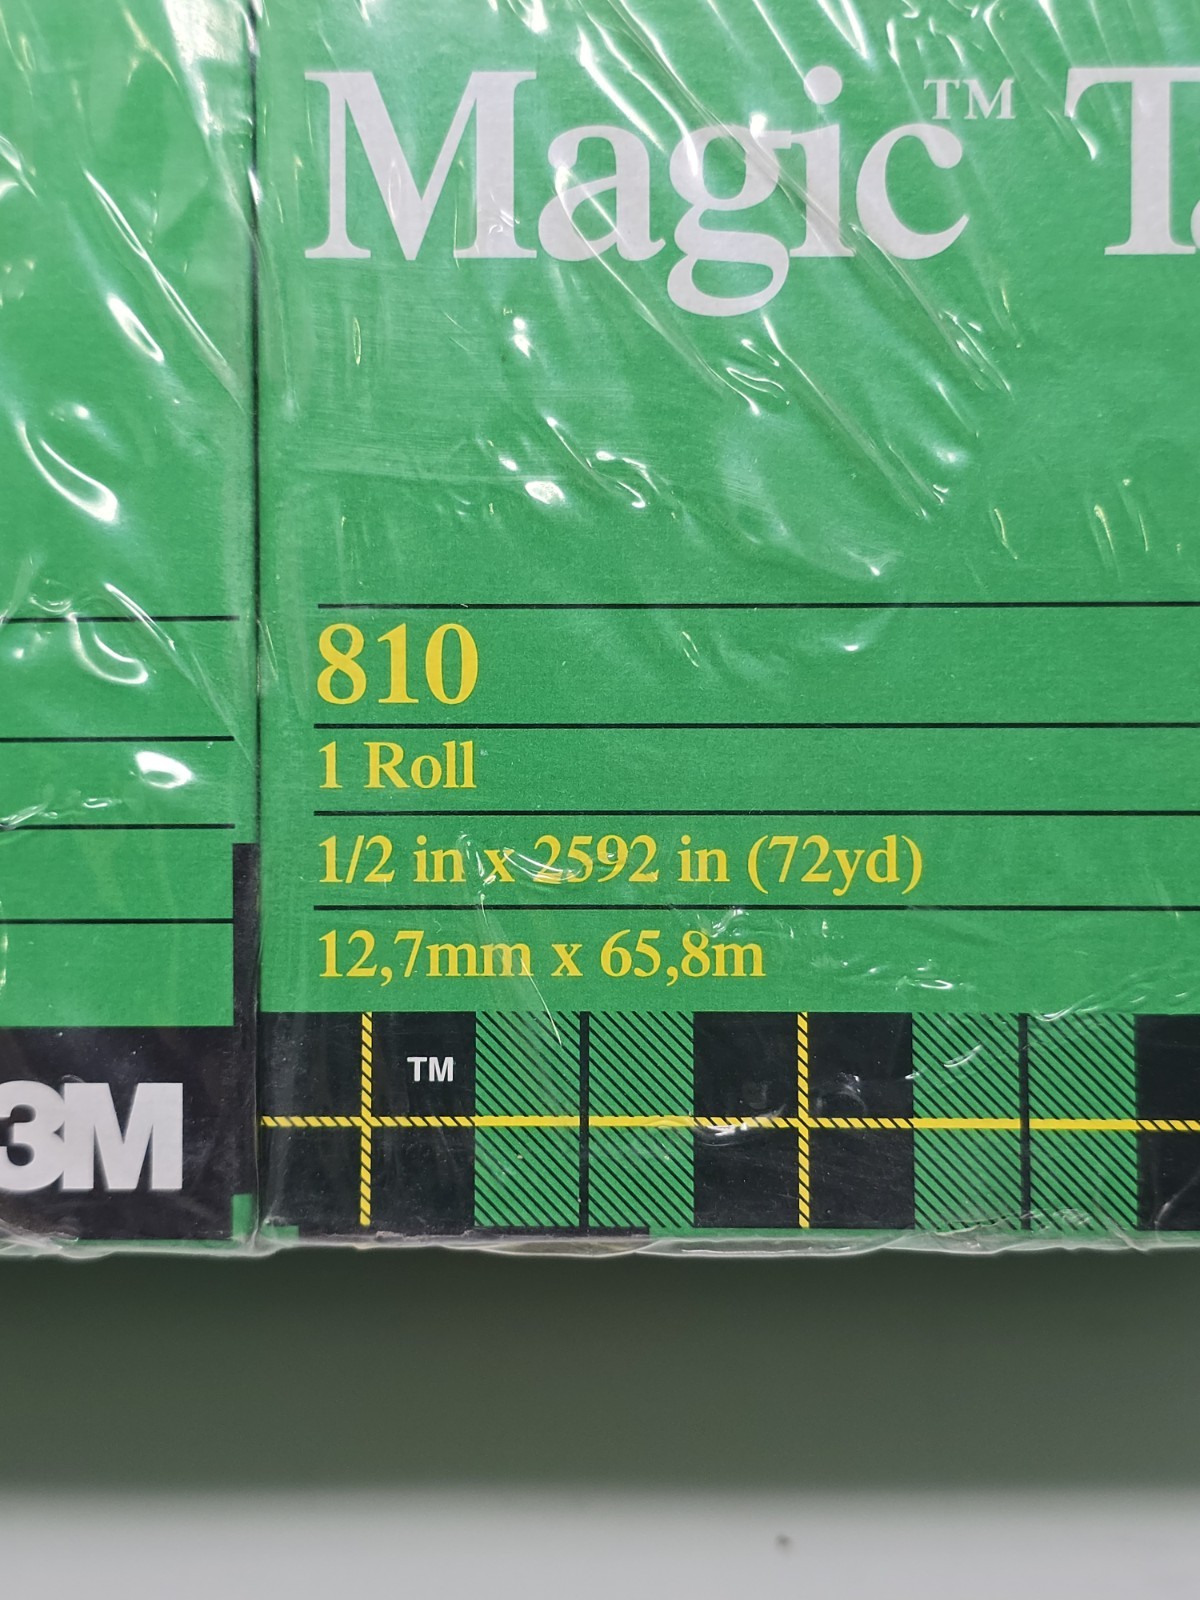 Magic™
810
1 Roll
1/2 in x 2592 in (72yd)
12,7mm x 65,8m
TM
3M